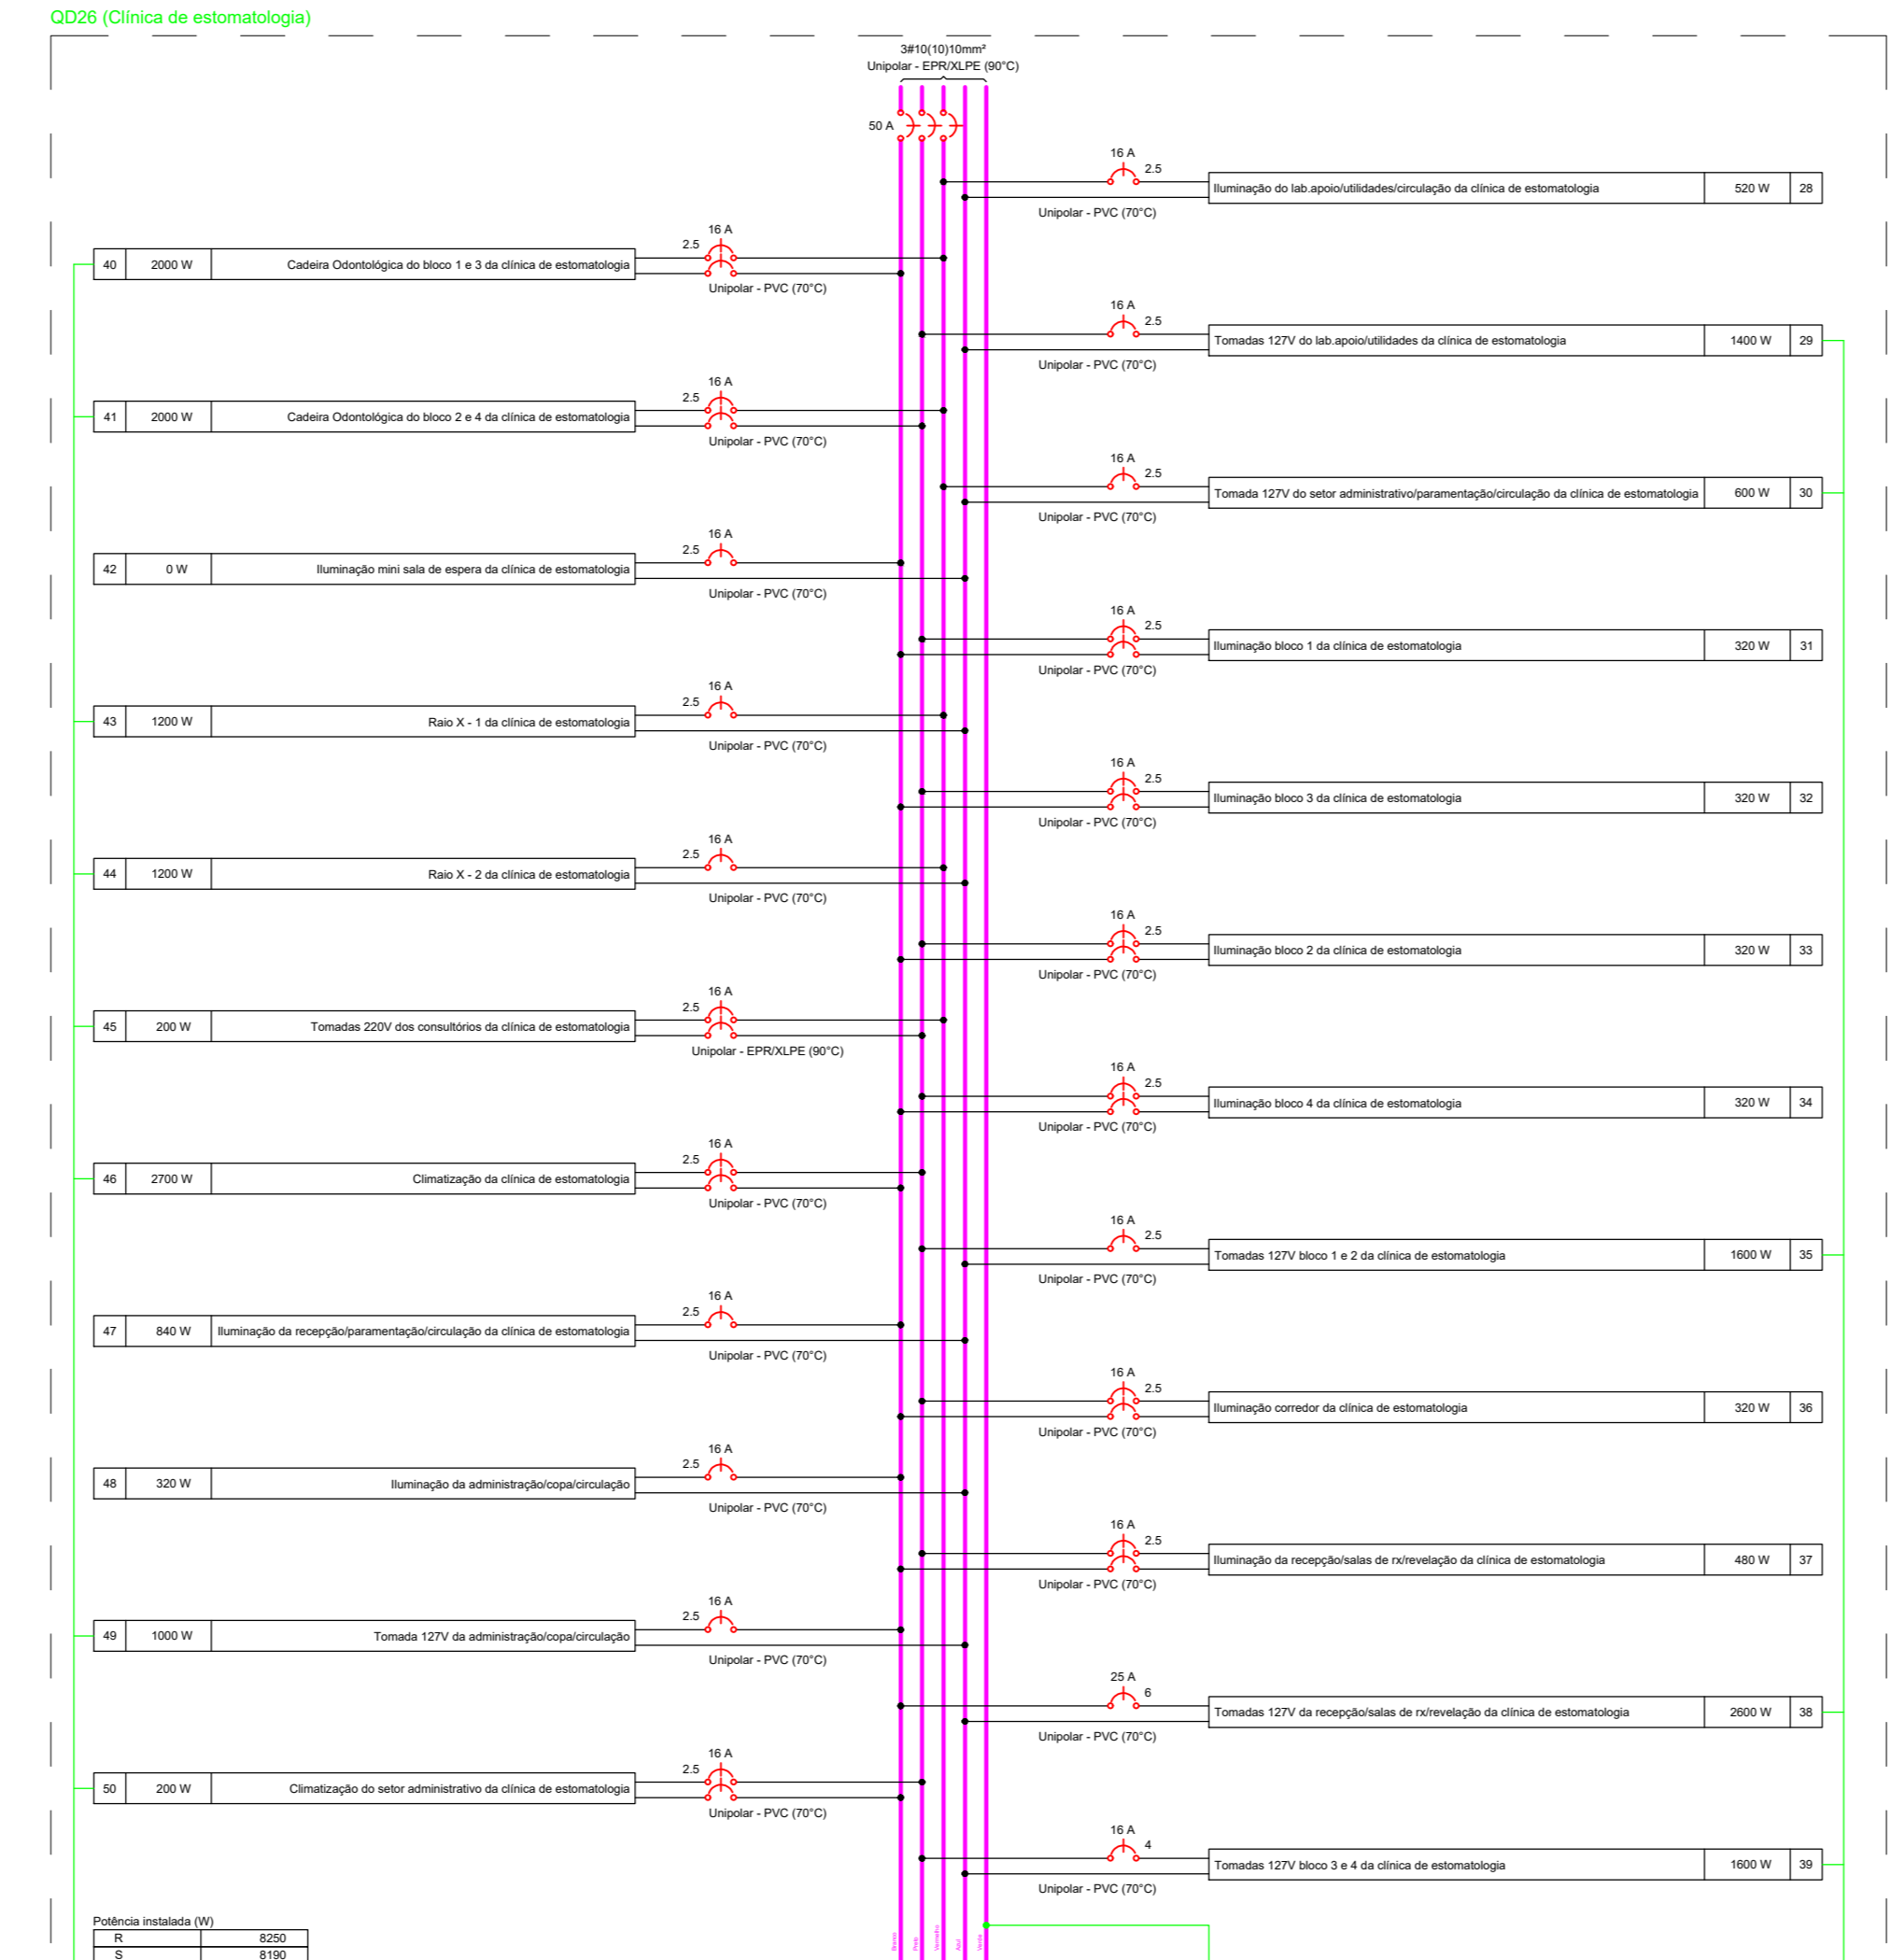 QD26 (Clínica de estomatologia)
3#10(10)10mm²
Unipolar - EPR/XLPE (90°C)
50 A
16 A
2.5
Iluminação do lab.apoio/utilidades/circulação da clínica de estomatologia 520 W 28
Unipolar - PVC (70°C)
16 A
2.5
40 2000 W Cadeira Odontológica do bloco 1 e 3 da clínica de estomatologia
Unipolar - PVC (70°C)
16 A
2.5
Tomadas 127V do lab.apoio/utilidades da clínica de estomatologia 1400 W 29
Unipolar - PVC (70°C)
16 A
2.5
41 2000 W Cadeira Odontológica do bloco 2 e 4 da clínica de estomatologia
Unipolar - PVC (70°C)
16 A
2.5
Tomada 127V do setor administrativo/paramentação/circulação da clínica de estomatologia 600 W 30
Unipolar - PVC (70°C)
16 A
2.5
42 0 W Iluminação mini sala de espera da clínica de estomatologia
Unipolar - PVC (70°C)
16 A
2.5
Iluminação bloco 1 da clínica de estomatologia 320 W 31
Unipolar - PVC (70°C)
16 A
2.5
43 1200 W Raio X - 1 da clínica de estomatologia
Unipolar - PVC (70°C)
16 A
2.5
Iluminação bloco 3 da clínica de estomatologia 320 W 32
Unipolar - PVC (70°C)
16 A
2.5
44 1200 W Raio X - 2 da clínica de estomatologia
Unipolar - PVC (70°C)
16 A
2.5
Iluminação bloco 2 da clínica de estomatologia 320 W 33
Unipolar - PVC (70°C)
16 A
2.5
45 200 W Tomadas 220V dos consultórios da clínica de estomatologia
Unipolar - EPR/XLPE (90°C)
16 A
2.5
Iluminação bloco 4 da clínica de estomatologia 320 W 34
Unipolar - PVC (70°C)
16 A
2.5
46 2700 W Climatização da clínica de estomatologia
Unipolar - PVC (70°C)
16 A
2.5
Tomadas 127V bloco 1 e 2 da clínica de estomatologia 1600 W 35
Unipolar - PVC (70°C)
16 A
2.5
47 840 W Iluminação da recepção/paramentação/circulação da clínica de estomatologia
Unipolar - PVC (70°C)
16 A
2.5
Iluminação corredor da clínica de estomatologia 320 W 36
Unipolar - PVC (70°C)
16 A
2.5
48 320 W Iluminação da administração/copa/circulação
Unipolar - PVC (70°C)
16 A
2.5
Iluminação da recepção/salas de rx/revelação da clínica de estomatologia 480 W 37
Unipolar - PVC (70°C)
16 A
2.5
49 1000 W Tomada 127V da administração/copa/circulação
Unipolar - PVC (70°C)
25 A
6
Tomadas 127V da recepção/salas de rx/revelação da clínica de estomatologia 2600 W 38
Unipolar - PVC (70°C)
16 A
2.5
50 200 W Climatização do setor administrativo da clínica de estomatologia
Unipolar - PVC (70°C)
16 A
4
Tomadas 127V bloco 3 e 4 da clínica de estomatologia 1600 W 39
Unipolar - PVC (70°C)
Potência instalada (W)
R 8250
S 8190
Branco
Preto
Vermelho
Azul
Verde